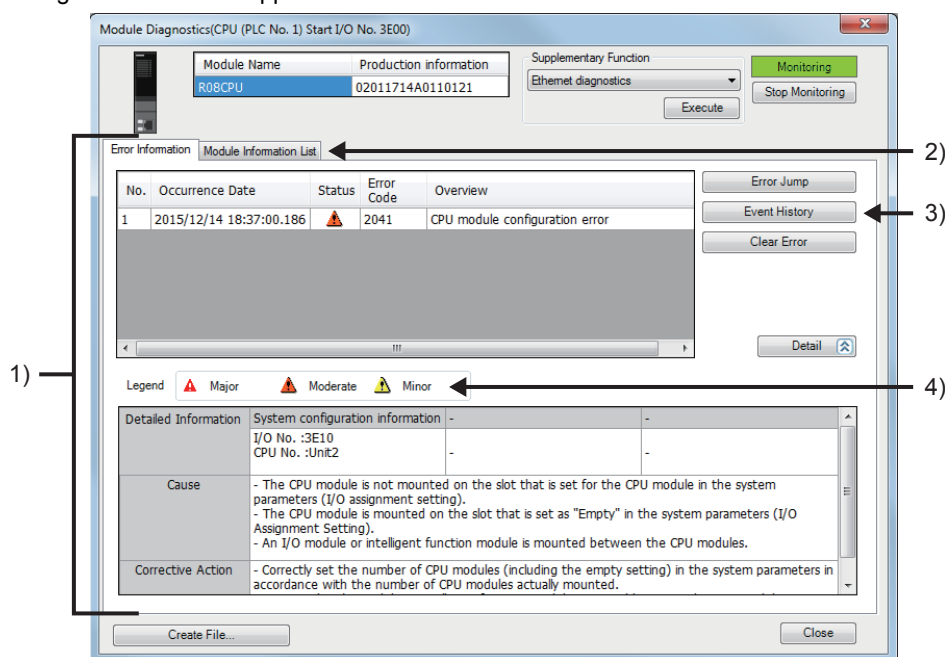 Module Diagnostics(CPU (PLC No. 1) Start I/O No. 3E00)
Module Name Production information
R08CPU 02011714A0110121
Supplementary Function
Ethernet diagnostics
Execute
Monitoring
Stop Monitoring
Error Information Module Information List
2)
No. Occurrence Date Status Error Code Overview
1 2015/12/14 18:37:00.186 2041 CPU module configuration error
Error Jump
Event History
3)
Clear Error
Detail
1)
Legend Major Moderate Minor
4)
Detailed Information System configuration information - -
I/O No. :3E10
CPU No. :Unit2 - -
Cause - The CPU module is not mounted on the slot that is set for the CPU module in the system
parameters (I/O assignment setting).
- The CPU module is mounted on the slot that is set as "Empty" in the system parameters (I/O
Assignment Setting).
- An I/O module or intelligent function module is mounted between the CPU modules.
Corrective Action - Correctly set the number of CPU modules (including the empty setting) in the system parameters in
accordance with the number of CPU modules actually mounted.
Create File...
Close